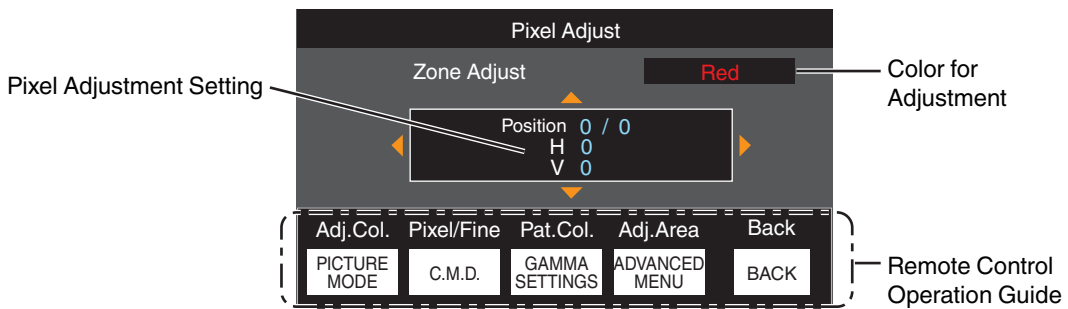 Pixel Adjust
Zone Adjust Red
Pixel Adjustment Setting
Color for
Adjustment
Position 0 / 0
H 0
V 0
Adj.Col. Pixel/Fine Pat.Col. Adj.Area Back
PICTURE
MODE
C.M.D.
GAMMA
SETTINGS
ADVANCED
MENU
BACK
Remote Control
Operation Guide